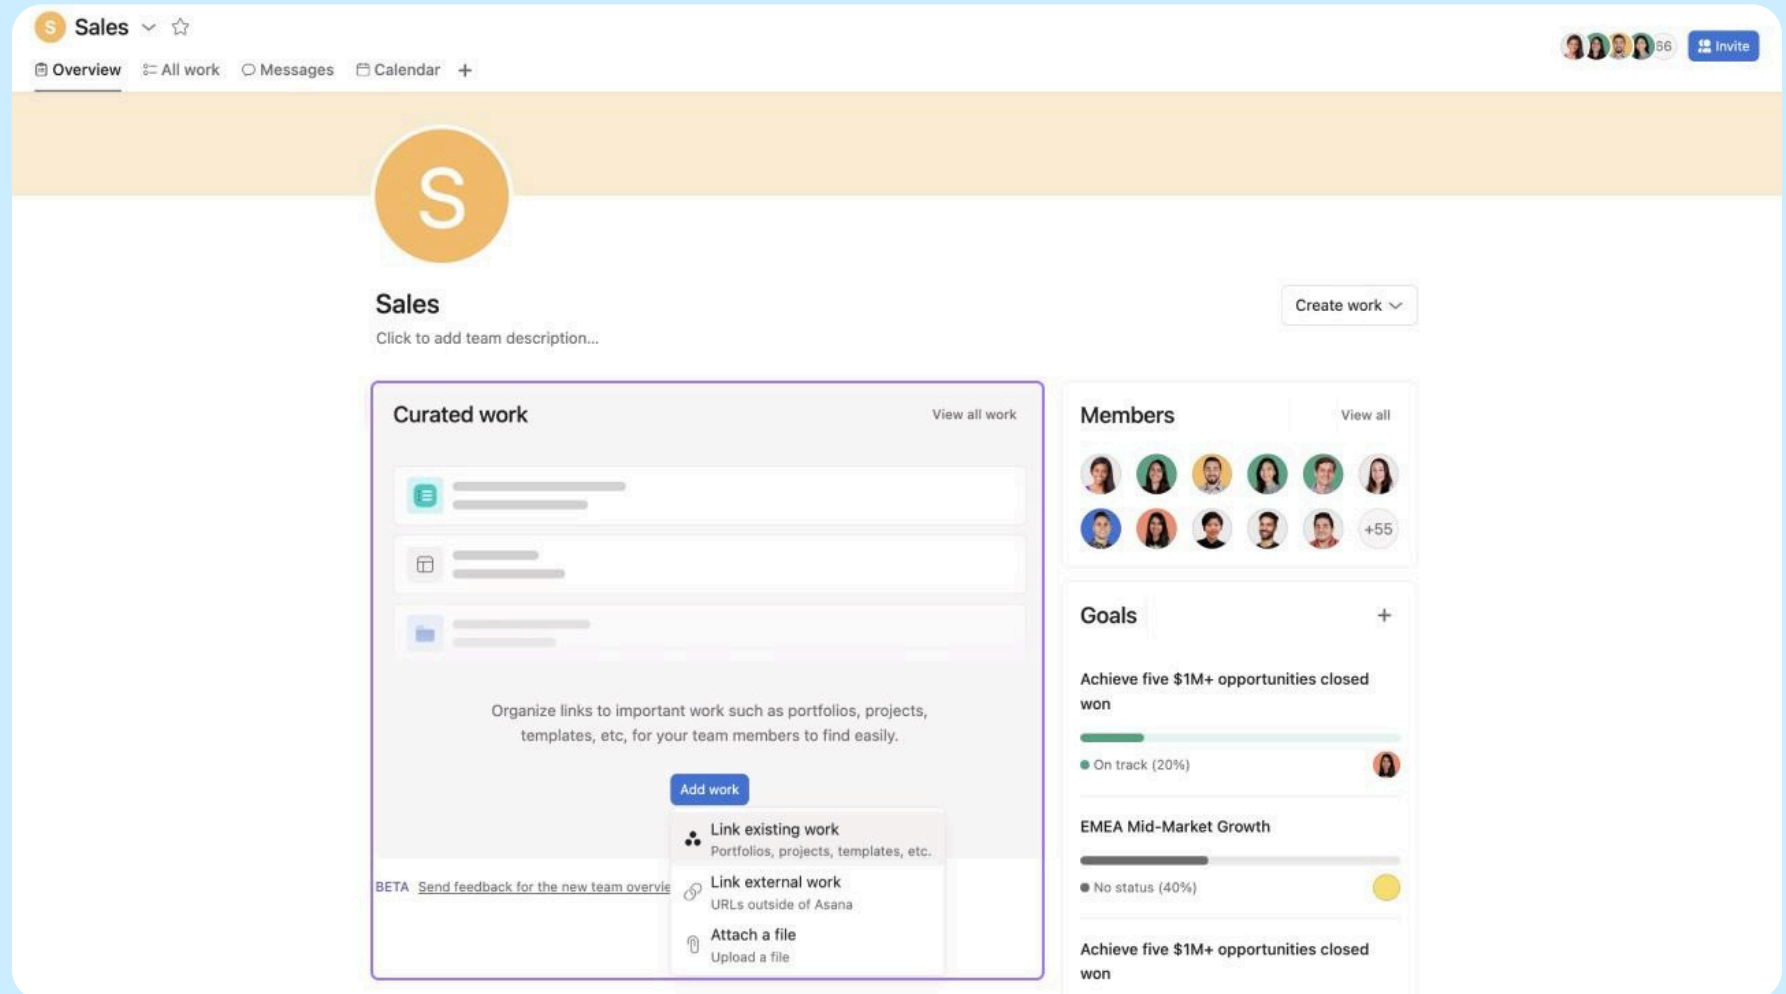 S Sales
66
Invite
Overview All work Messages Calendar +
S
Sales
Create work
Click to add team description...
Curated work
View all work
Organize links to important work such as portfolios, projects,
templates, etc, for your team members to find easily.
Add work
Link existing work
Portfolios, projects, templates, etc.
Link external work
URLs outside of Asana
Attach a file
Upload a file
BETA Send feedback for the new team
Members
View all
+55
Goals
+
Achieve five $1M+ opportunities closed
won
On track (20%)
EMEA Mid-Market Growth
No status (40%)
Achieve five $1M+ opportunities closed
won